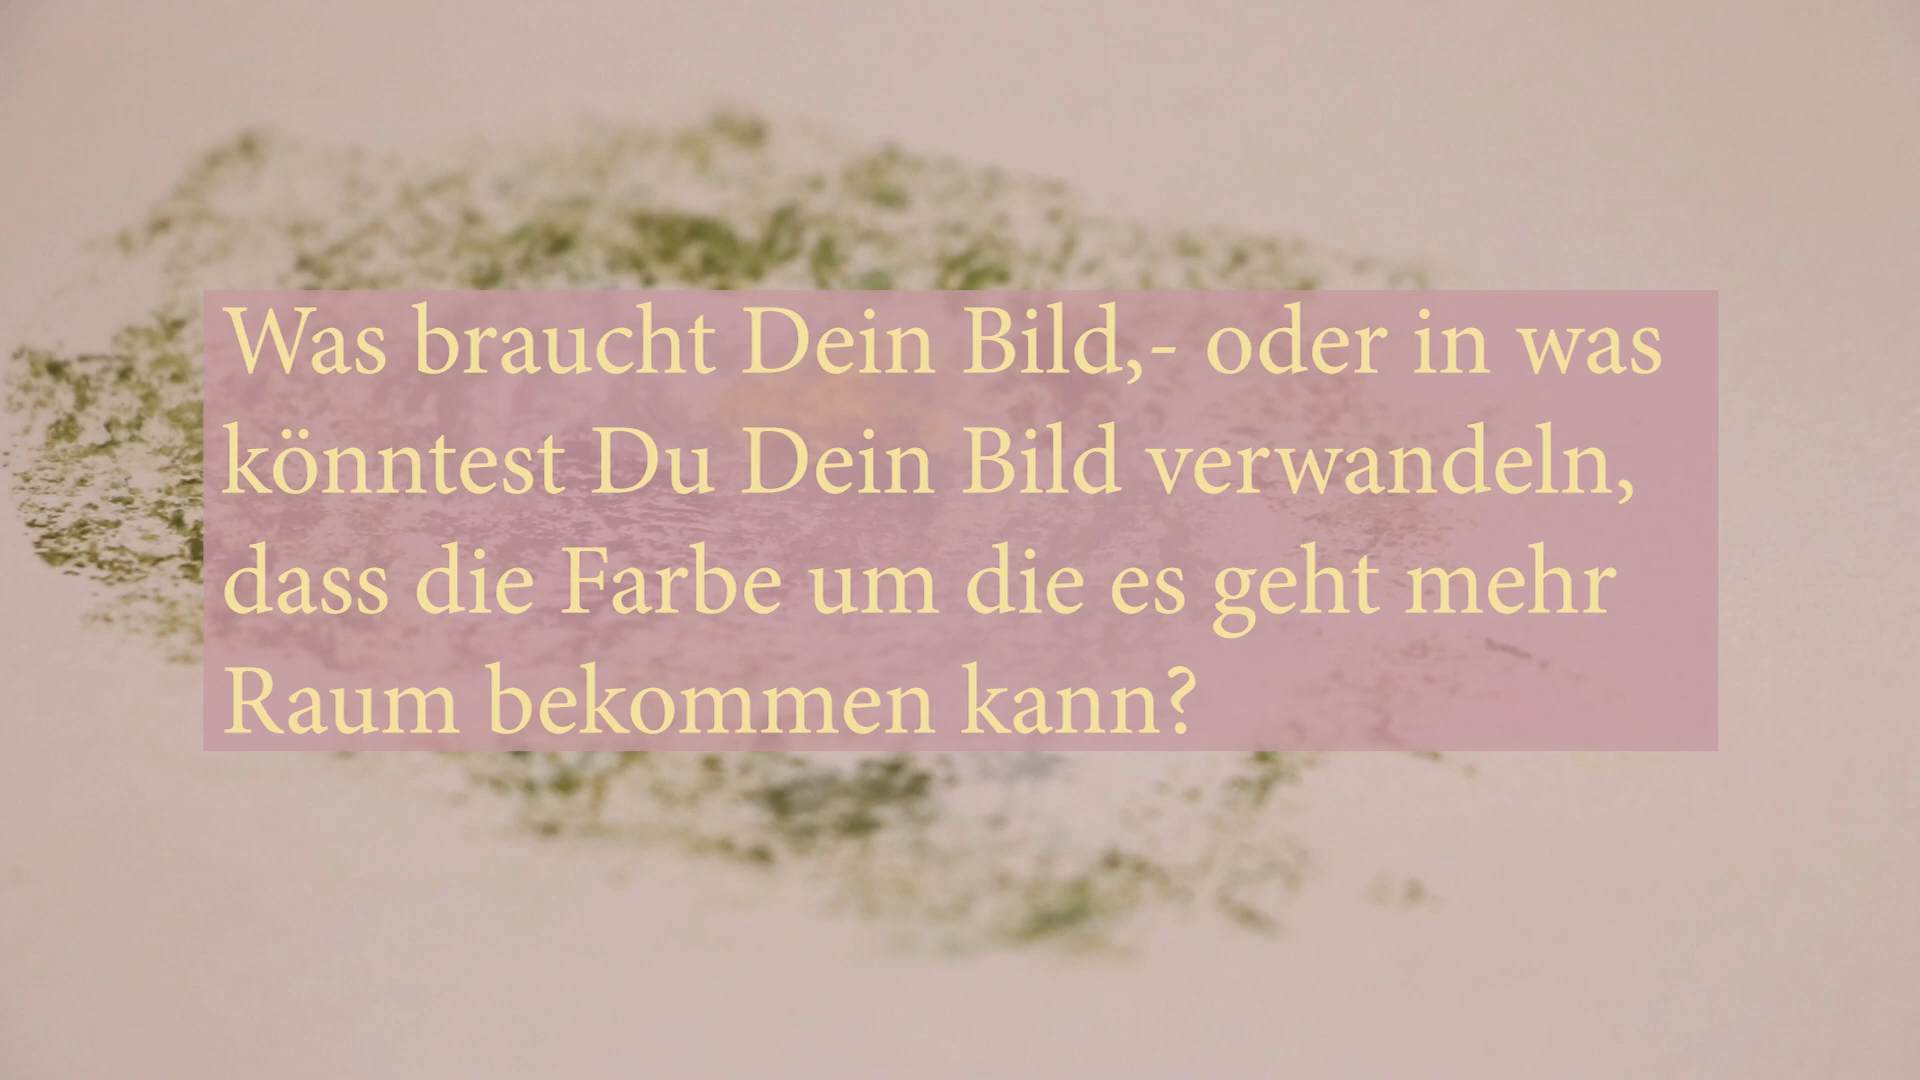 Was braucht Dein Bild,- oder in was
könntest Du Dein Bild verwandeln,
dass die Farbe um die es geht mehr
Raum bekommen kann?